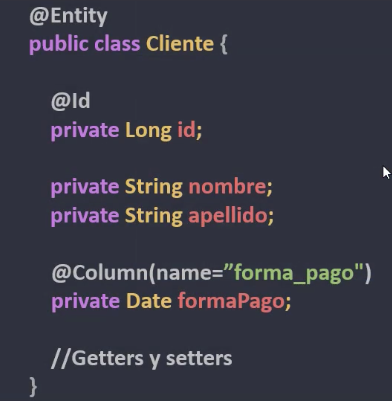 @Entity
public class Cliente {
@Id
private Long id;
private String nombre;
private String apellido;
@Column(name=”forma_pago")
private Date formaPago;
//Getters y setters
}